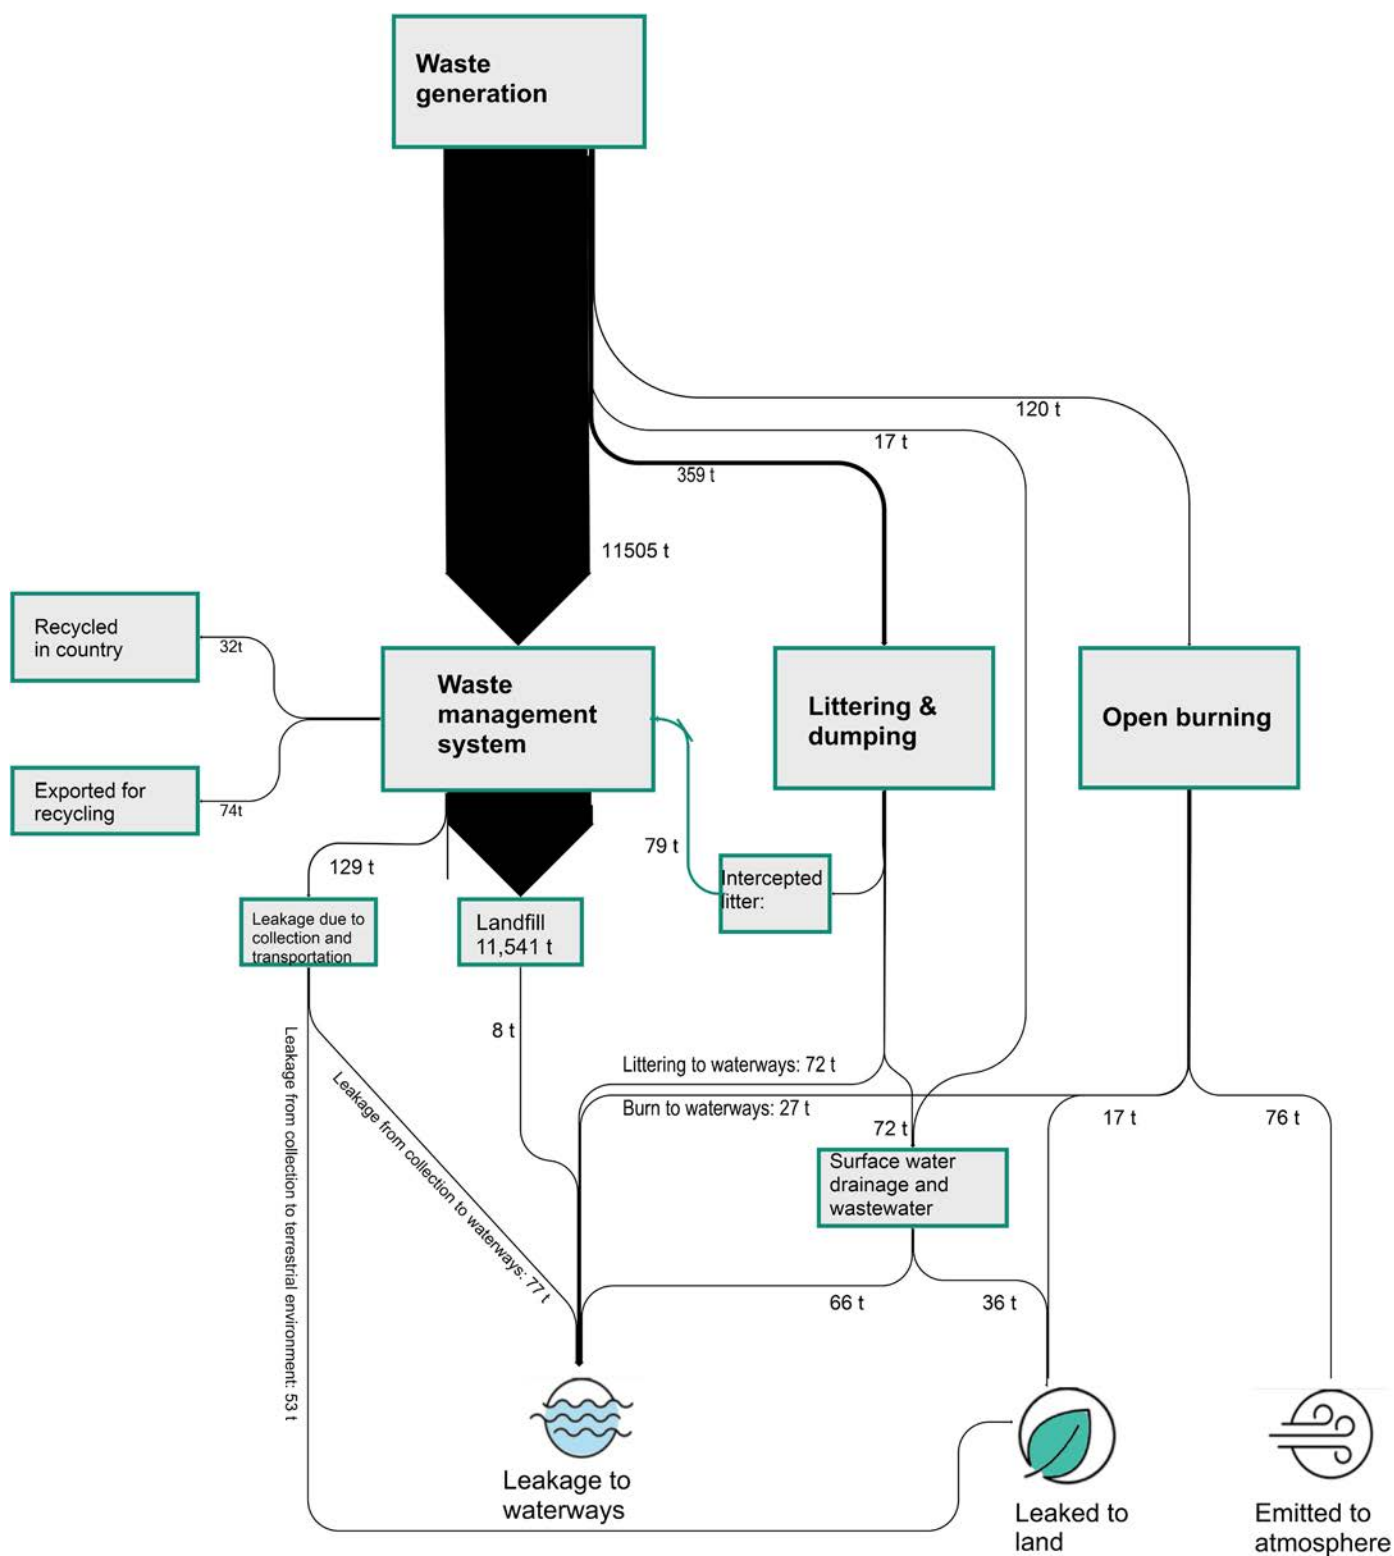 Waste
generation
120 t
17 t
359 t
11505 t
Recycled
in country
32t
Waste
management
system
Littering &
dumping
Open burning
Exported for
recycling
74t
79 t
129 t
Intercepted
litter:
Leakage due to
collection and
transportation
Landfill
11,541 t
8 t
Leakage from collection to terrestrial environment: 53 t
Leakage from collection to waterways: 77 t
Littering to waterways: 72 t
Burn to waterways: 27 t
72 t
17 t
76 t
Surface water
drainage and
wastewater
66 t
36 t
Leakage to
waterways
Leaked to
land
Emitted to
atmosphere